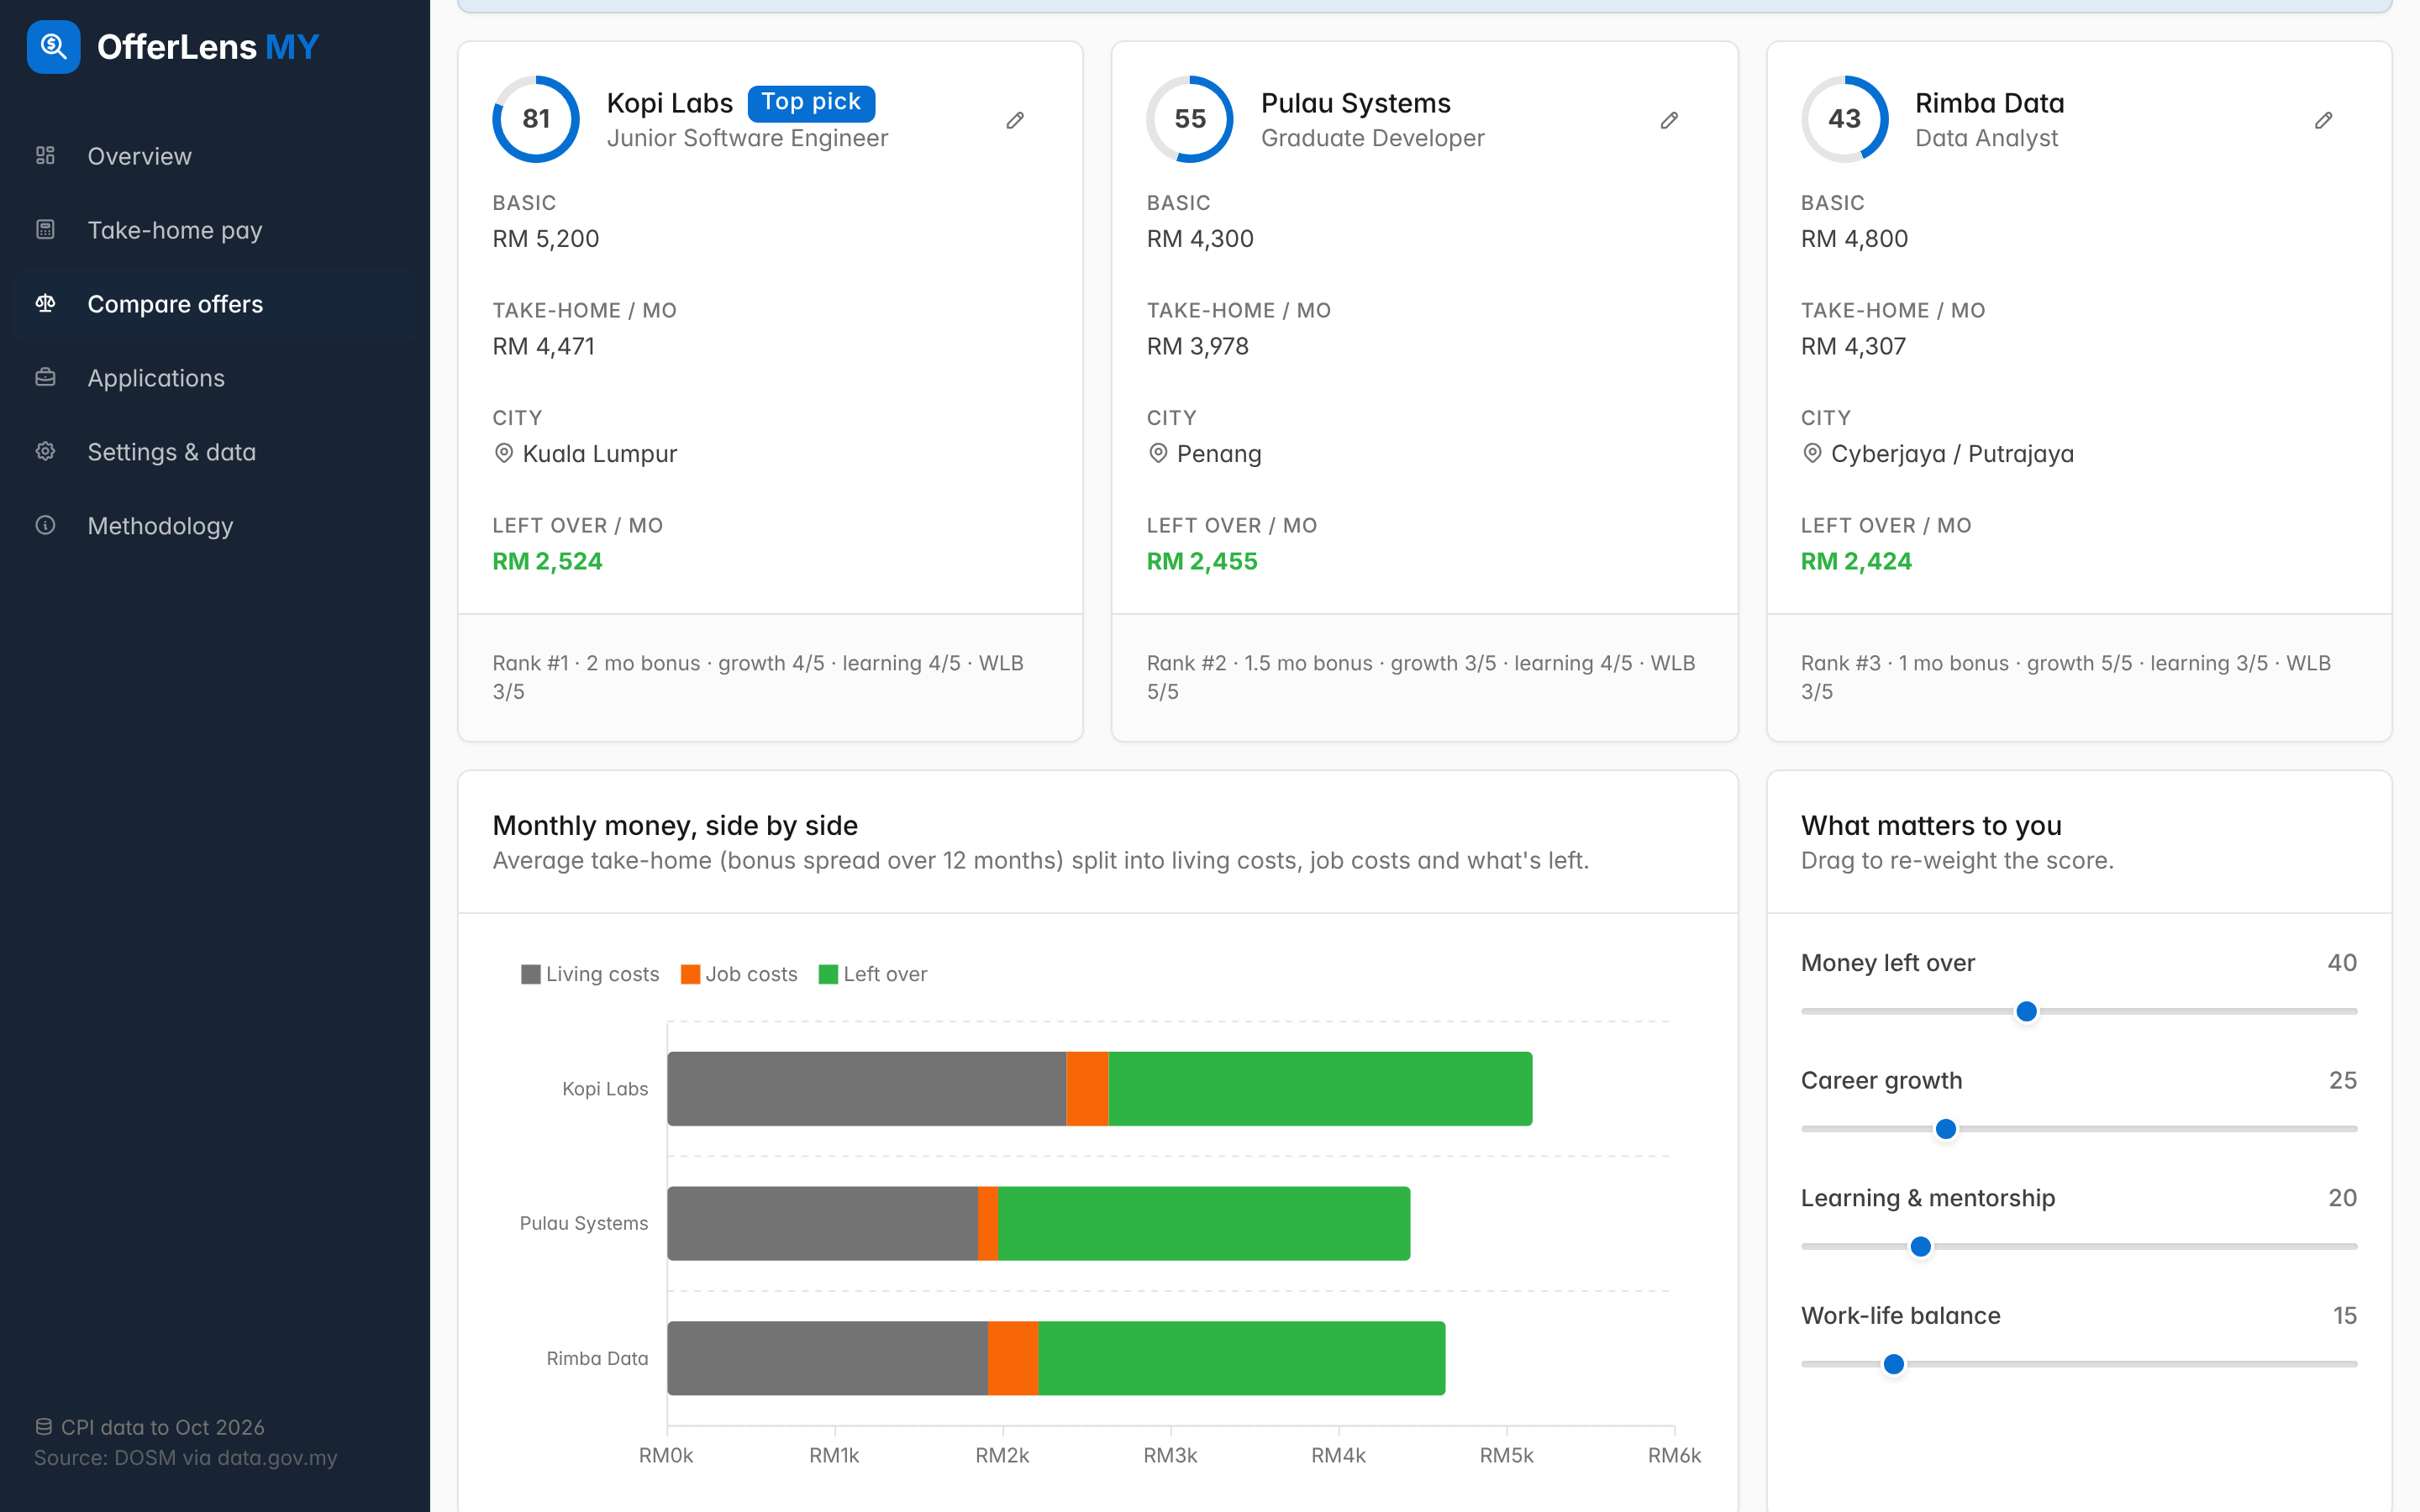 OfferLens MY
Overview
Take-home pay
Compare offers
Applications
Settings & data
Methodology
CPI data to Oct 2026
Source: DOSM via data.gov.my
81
Kopi Labs Top pick
Junior Software Engineer
BASIC
RM 5,200
TAKE-HOME / MO
RM 4,471
CITY
Kuala Lumpur
LEFT OVER / MO
RM 2,524
Rank #1 · 2 mo bonus · growth 4/5 · learning 4/5 · WLB
3/5
55
Pulau Systems
Graduate Developer
BASIC
RM 4,300
TAKE-HOME / MO
RM 3,978
CITY
Penang
LEFT OVER / MO
RM 2,455
Rank #2 · 1.5 mo bonus · growth 3/5 · learning 4/5 · WLB
5/5
43
Rimba Data
Data Analyst
BASIC
RM 4,800
TAKE-HOME / MO
RM 4,307
CITY
Cyberjaya / Putrajaya
LEFT OVER / MO
RM 2,424
Rank #3 · 1 mo bonus · growth 5/5 · learning 3/5 · WLB
3/5
Monthly money, side by side
Average take-home (bonus spread over 12 months) split into living costs, job costs and what's left.
Living costs Job costs Left over
Kopi Labs
Pulau Systems
Rimba Data
RM0k RM1k RM2k RM3k RM4k RM5k RM6k
What matters to you
Drag to re-weight the score.
Money left over 40
Career growth 25
Learning & mentorship 20
Work-life balance 15